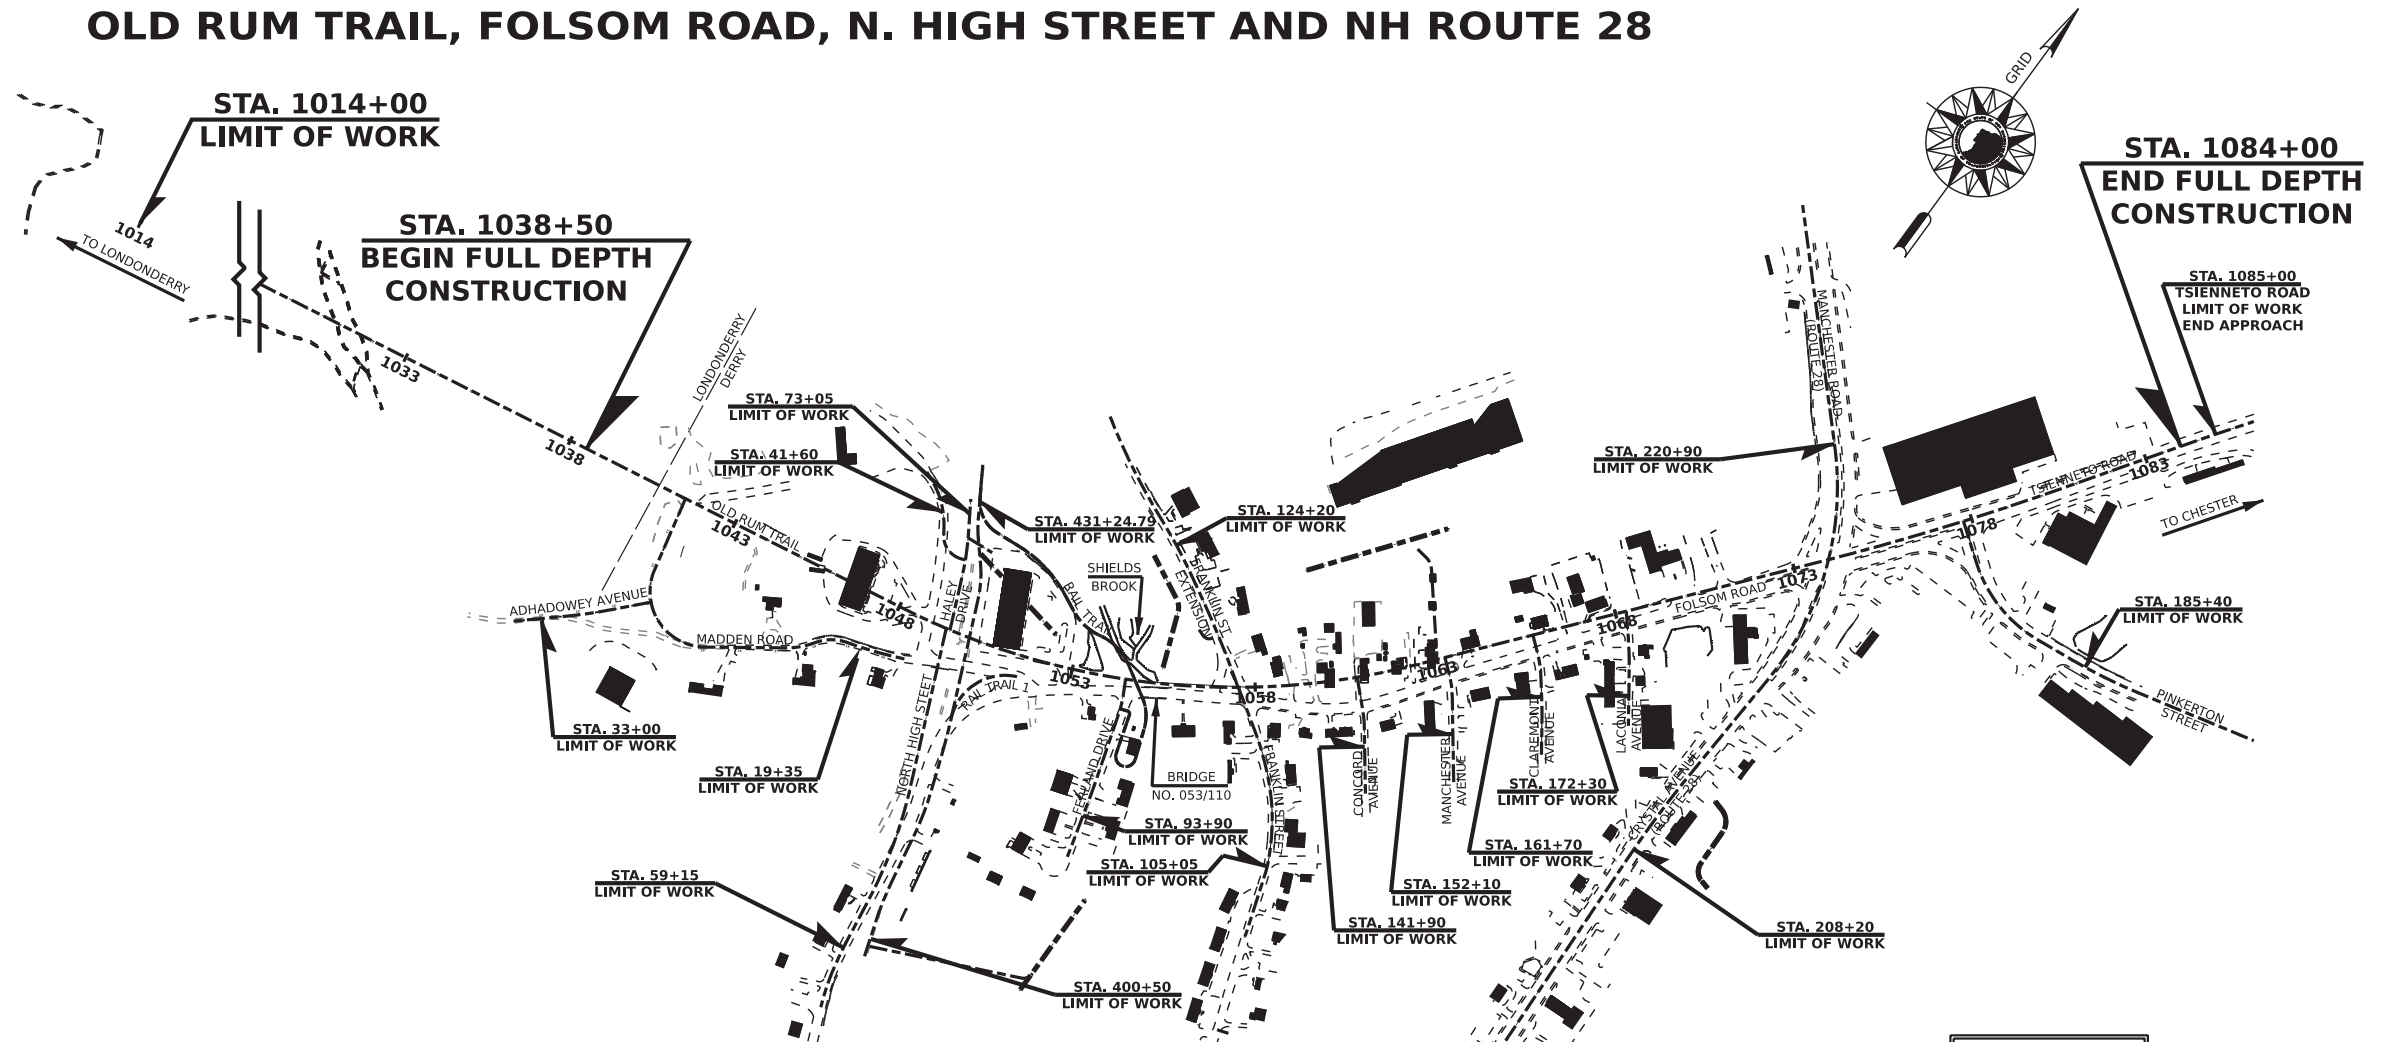 OLD RUM TRAIL, FOLSOM ROAD, N. HIGH STREET AND NH ROUTE 28
GRID
STA. 1014+00
LIMIT OF WORK
1014
TO LONDONDERRY
STA. 1038+50
BEGIN FULL DEPTH
CONSTRUCTION
STA. 1084+00
END FULL DEPTH
CONSTRUCTION
STA. 1085+00
TSIENNETO ROAD
LIMIT OF WORK
END APPROACH
1033
1038
LONDONDERRY
DERRY
MANCHESTER ROAD
(ROUTE 28)
STA. 73+05
LIMIT OF WORK
STA. 41+60
LIMIT OF WORK
STA. 220+90
LIMIT OF WORK
TSIENNETO ROAD
1083
TO CHESTER
1078
OLD RUM TRAIL
1043
STA. 431+24.79
LIMIT OF WORK
STA. 124+20
LIMIT OF WORK
SHIELDS
BROOK
FRANKLIN ST.
EXTENSION
RAIL TRAIL
HALEY
DRIVE
1048
ADHADOWEY AVENUE
MADDEN ROAD
FOLSOM ROAD
1073
1068
1063
1058
1053
STA. 185+40
LIMIT OF WORK
PINKERTON
STREET
RAIL TRAIL 1
NORTH HIGH STREET
FERLAND DRIVE
BRIDGE
NO. 053/110
FRANKLIN STREET
CONCORD
AVENUE
MANCHESTER
AVENUE
CLAREMONT
AVENUE
LACONIA
AVENUE
CRYSTAL AVENUE
(ROUTE 28)
STA. 33+00
LIMIT OF WORK
STA. 19+35
LIMIT OF WORK
STA. 172+30
LIMIT OF WORK
STA. 93+90
LIMIT OF WORK
STA. 161+70
LIMIT OF WORK
STA. 105+05
LIMIT OF WORK
STA. 59+15
LIMIT OF WORK
STA. 152+10
LIMIT OF WORK
STA. 141+90
LIMIT OF WORK
STA. 208+20
LIMIT OF WORK
STA. 400+50
LIMIT OF WORK